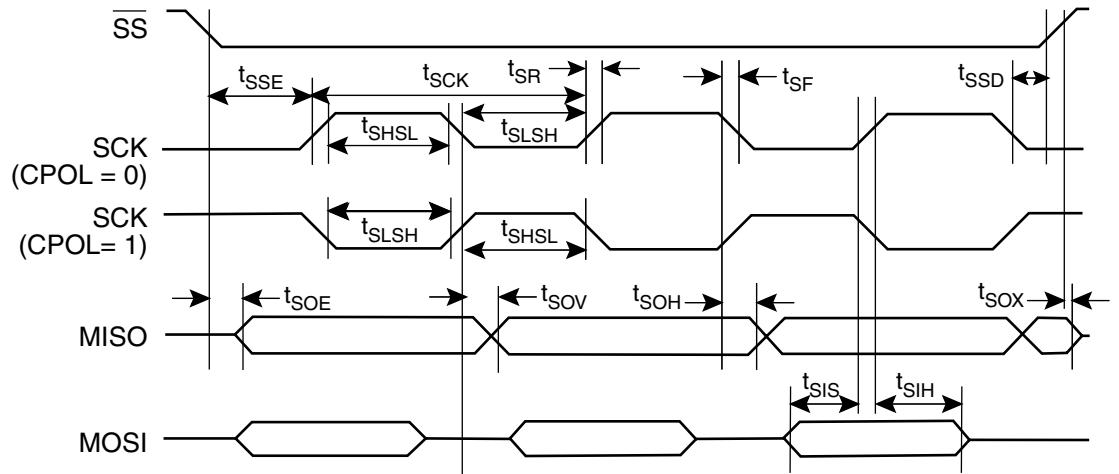 SS
tSSE
tSCK
tSR
tSF
tSSD
SCK
(CPOL = 0)
tSHSL
tSLSH
SCK
(CPOL= 1)
tSLSH
tSHSL
tSOE
tSOV
tSOH
tSOX
MISO
tSIS
tSIH
MOSI